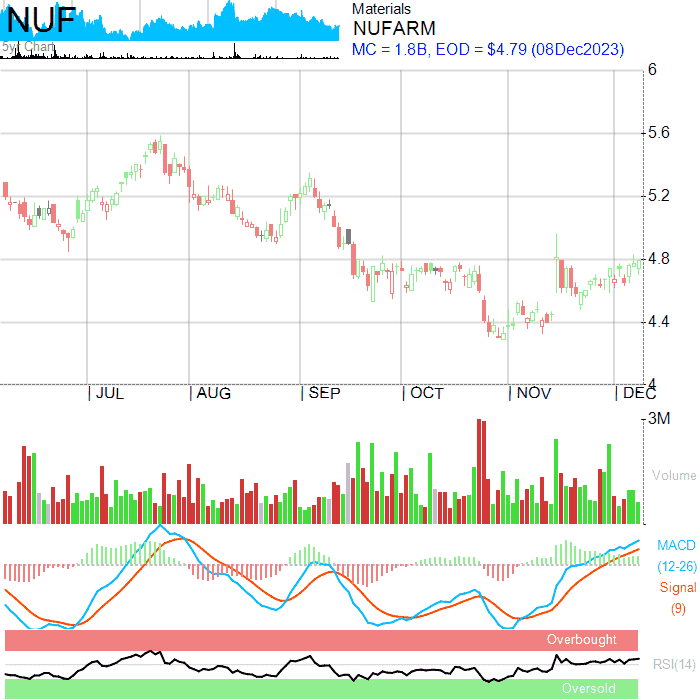 NUF
5yr Chart
Materials
NUFARM
MC = 1.8B, EOD = $4.79 (08Dec2023)
6
5.6
5.2
4.8
4.4
4
JUL AUG SEP OCT NOV DEC
3M
Volume
MACD
(12-26)
Signal
(9)
Overbought
RSI(14)
Oversold